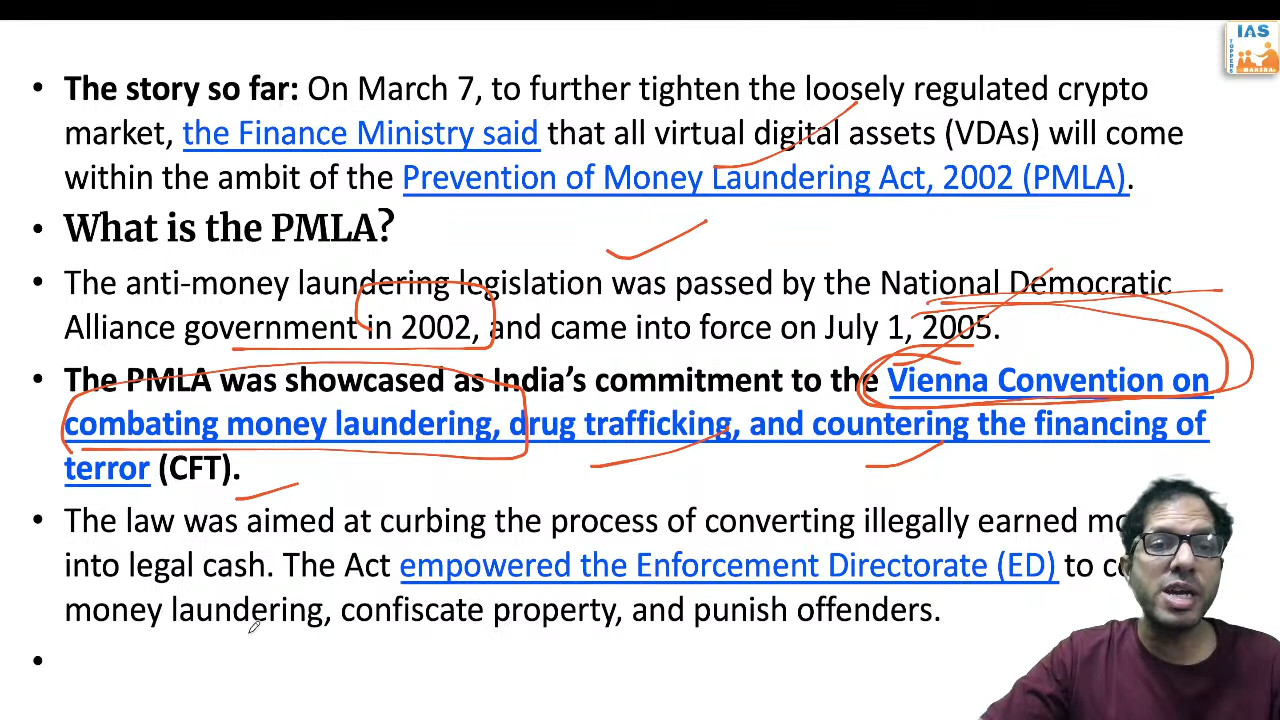 IAS
TOPPERS
MANTRA
• The story so far: On March 7, to further tighten the loosely regulated crypto
market, the Finance Ministry said that all virtual digital assets (VDAs) will come
within the ambit of the Prevention of Money Laundering Act, 2002 (PMLA).
• What is the PMLA?
• The anti-money laundering legislation was passed by the National Democratic
Alliance government in 2002, and came into force on July 1, 2005.
• The PMLA was showcased as India’s commitment to the Vienna Convention on
combating money laundering, drug trafficking, and countering the financing of
terror (CFT).
• The law was aimed at curbing the process of converting illegally earned
into legal cash. The Act empowered the Enforcement Directorate (ED) to
money laundering, confiscate property, and punish offenders.
•